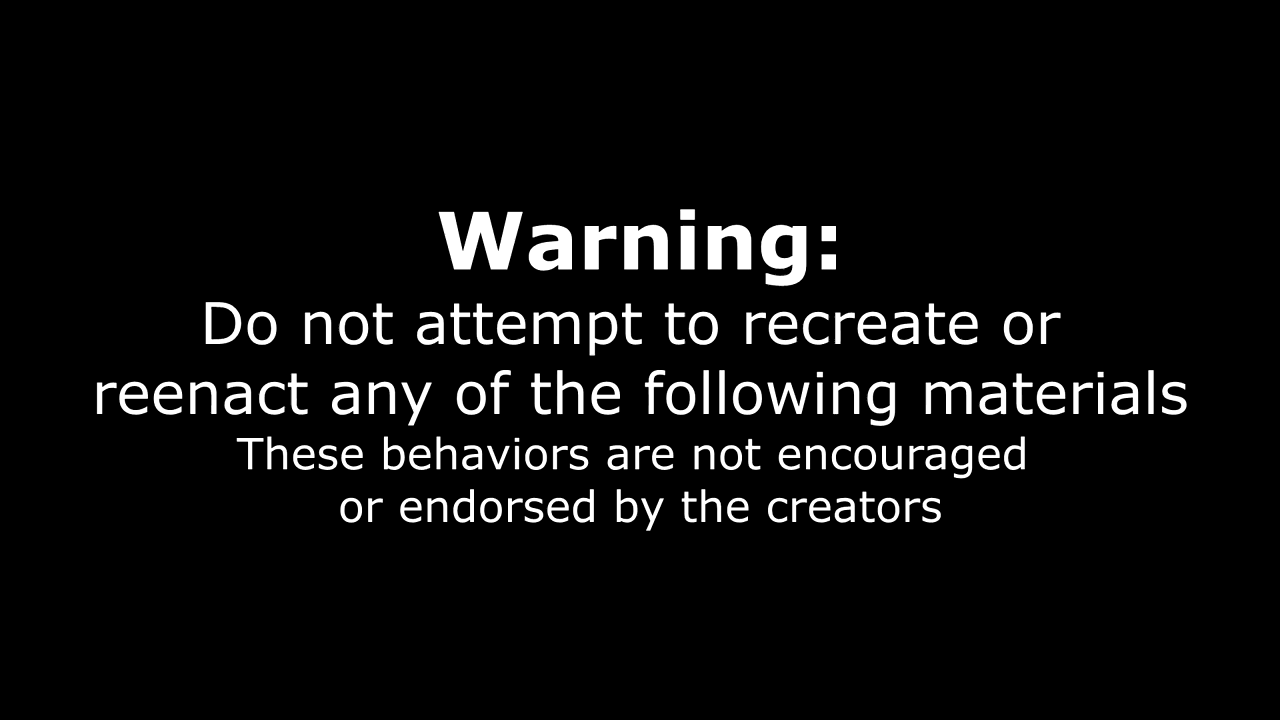 Warning:
Do not attempt to recreate or
reenact any of the following materials
These behaviors are not encouraged
or endorsed by the creators